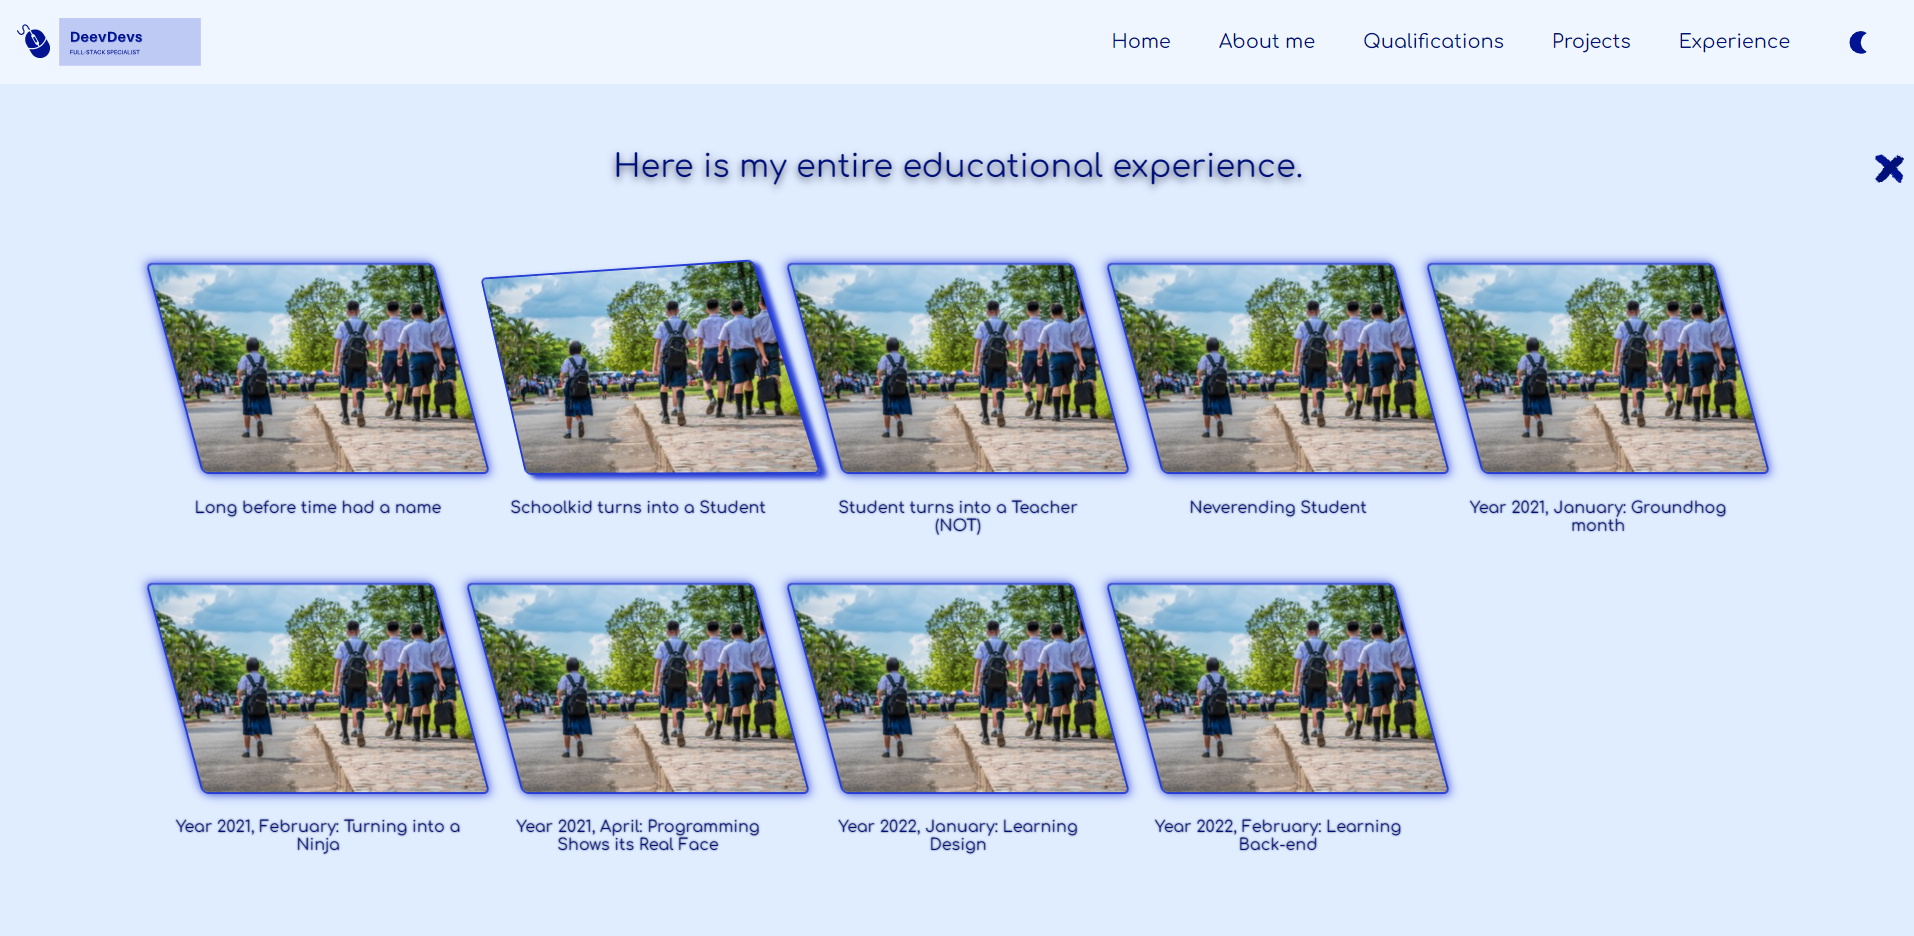 DeevDevs
FULL-STACK SPECIALIST
Home About me Qualifications Projects Experience
Here is my entire educational experience.
Long before time had a name
Schoolkid turns into a Student
Student turns into a Teacher
(NOT)
Neverending Student
Year 2021, January: Groundhog
month
Year 2021, February: Turning into a
Ninja
Year 2021, April: Programming
Shows its Real Face
Year 2022, January: Learning
Design
Year 2022, February: Learning
Back-end